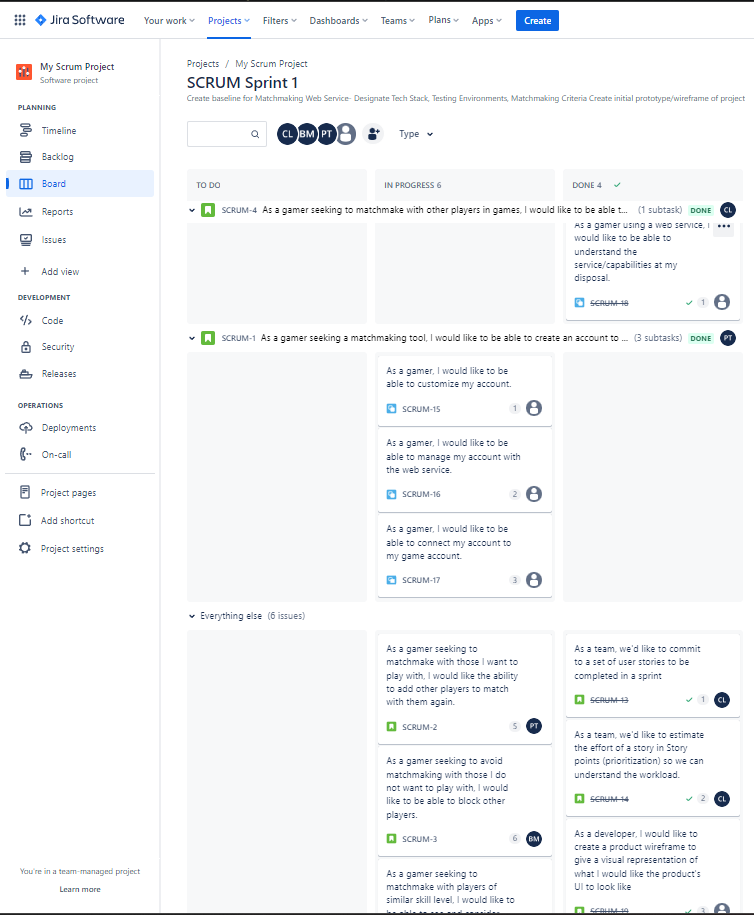 Jira Software
Your work
Projects
Filters
Dashboards
Teams
Plans
Apps
Create
My Scrum Project
Software project
PLANNING
Timeline
Backlog
Board
Reports
Issues
Add view
DEVELOPMENT
Code
Security
Releases
OPERATIONS
Deployments
On-call
Project pages
Add shortcut
Project settings
You're in a team-managed project
Learn more
Projects / My Scrum Project
SCRUM Sprint 1
Create baseline for Matchmaking Web Service- Designate Tech Stack, Testing Environments, Matchmaking Criteria Create initial prototype/wireframe of project
CL BM PT
Type
TO DO
IN PROGRESS 6
DONE 4
SCRUM-4 As a gamer seeking to matchmake with other players in games, I would like to be able t... (1 subtask) DONE CL
As a gamer using a web service, I
would like to be able to
understand the
service/capabilities at my
disposal.
SCRUM-18 1
SCRUM-1 As a gamer seeking a matchmaking tool, I would like to be able to create an account to ... (3 subtasks) DONE PT
As a gamer, I would like to be
able to customize my account.
SCRUM-15 1
As a gamer, I would like to be
able to manage my account with
the web service.
SCRUM-16 2
As a gamer, I would like to be
able to connect my account to
my game account.
SCRUM-17 3
Everything else (6 issues)
As a gamer seeking to
matchmake with those I want to
play with, I would like the ability
to add other players to match
with them again.
SCRUM-2 5 PT
As a gamer seeking to avoid
matchmaking with those I do
not want to play with, I would
like to be able to block other
players.
SCRUM-3 6 BM
As a gamer seeking to
matchmake with players of
similar skill level, I would like to
be able to see and consider
As a team, we'd like to commit
to a set of user stories to be
completed in a sprint
SCRUM-13 1 CL
As a team, we'd like to estimate
the effort of a story in Story
points (prioritization) so we can
understand the workload.
SCRUM-14 2 CL
As a developer, I would like to
create a product wireframe to
give a visual representation of
what I would like the product's
UI to look like
SCRUM-19 3